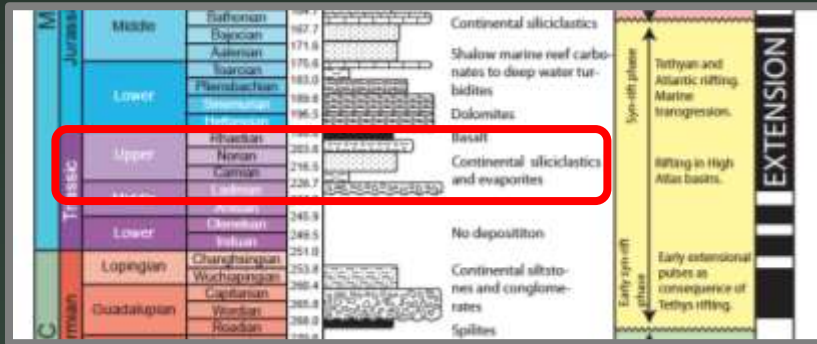 M
Jurass
Middle
Bathonian
Bajocian
Aalenian
Lower
Toarcian
Pliensbachian
Sinemurian
Hettangian
Triassic
Upper
Rhaetian
Norian
Carnian
Ladinian
Lower
Olenekian
Induan
C
rmian
Lopingian
Changhsingian
Wuchiapingian
Guadalupian
Capitanian
Wordian
Roadian
167.7
171.6
175.6
183.0
189.6
196.5
203.6
216.5
228.7
245.9
249.5
251.0
253.8
260.4
265.8
268.0
Continental siliciclastics
Shalow marine reef carbo-
nates to deep water tur-
bidites
Dolomites
Basalt
Continental siliciclastics
and evaporites
No deposititon
Continental siltsto-
nes and conglome-
rates
Spilites
Syn-rift phase
Early syn-rift
phase
Tethyan and
Atlantic rifting.
Marine
transgression.
Rifting in High
Atlas basins.
Early extensional
pulses as
consequence of
Tethys rifting.
EXTENSION